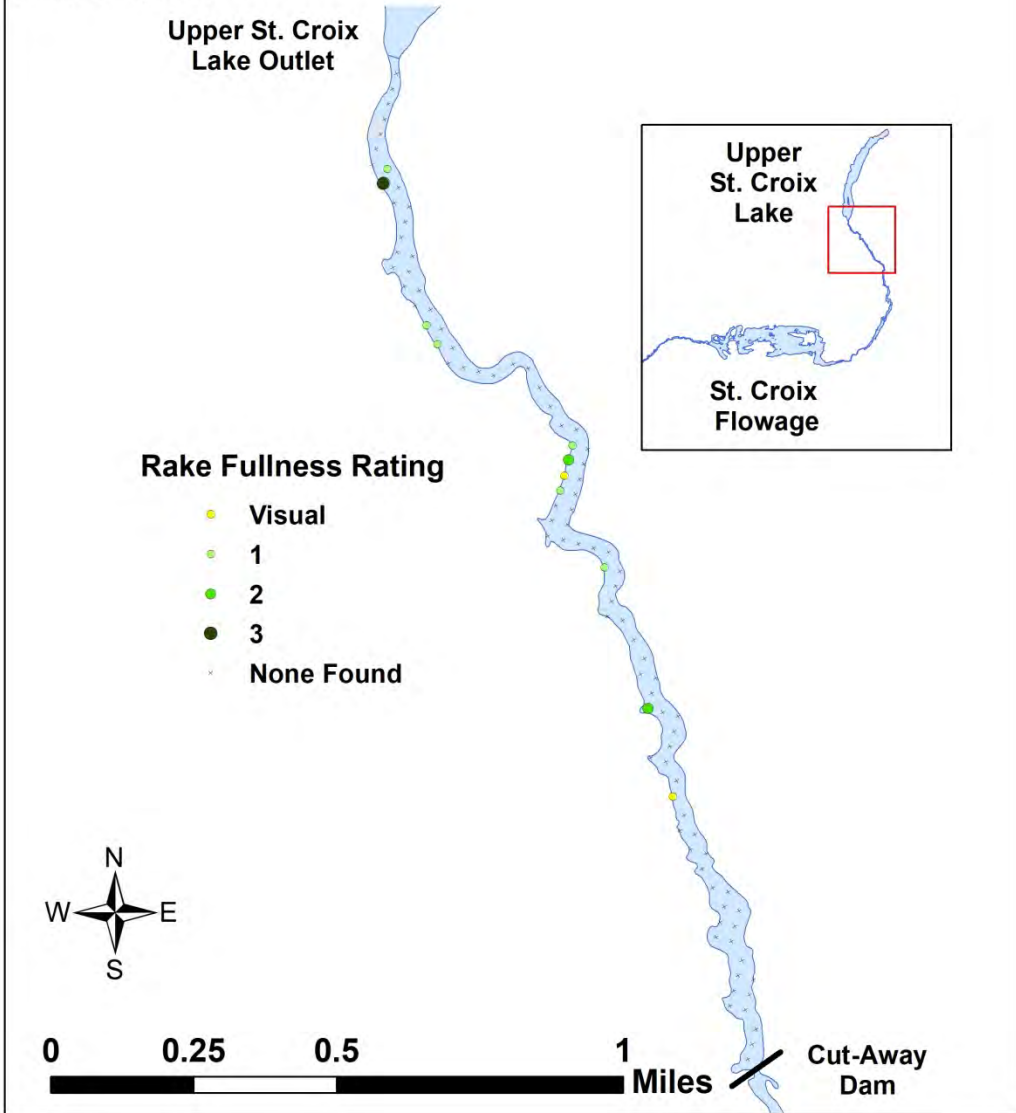 Upper St. Croix
Lake Outlet
Upper
St. Croix
Lake
St. Croix
Flowage
Rake Fullness Rating
Visual
1
2
3
None Found
N
W E
S
0 0.25 0.5 1
Miles
Cut-Away
Dam